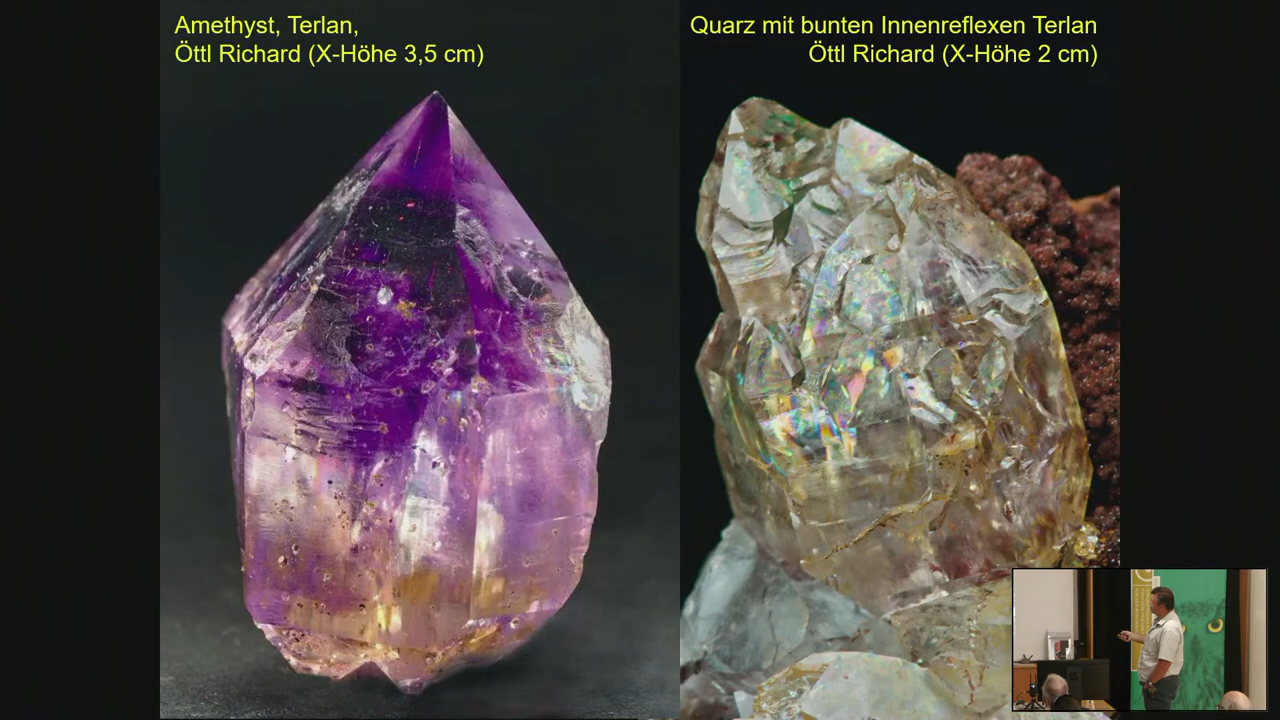 Amethyst, Terlan,
Öttl Richard (X-Höhe 3,5 cm)
Quarz mit bunten Innenreflexen Terlan
Öttl Richard (X-Höhe 2 cm)